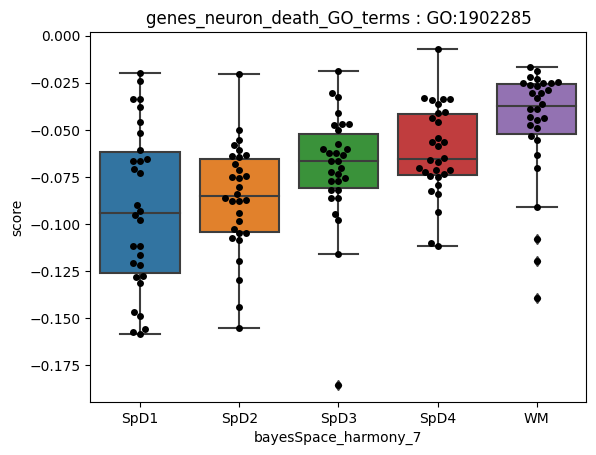 genes_neuron_death_GO_terms : GO:1902285
0.000
−0.025
−0.050
−0.075
−0.100
−0.125
−0.150
−0.175
score
SpD1 SpD2 SpD3 SpD4 WM
bayesSpace_harmony_7